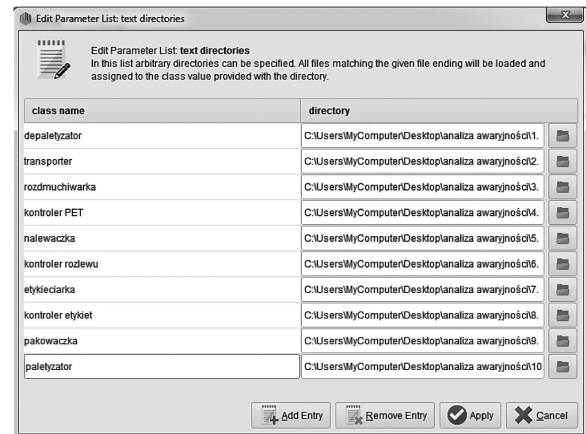 Edit Parameter List: text directories
Edit Parameter List: text directories
In this list arbitrary directories can be specified. All files matching the given file ending will be loaded and
assigned to the class value provided with the directory.
class name directory
depaletyzator C:\Users\MyComputer\Desktop\analiza awaryjności\1.
transporter C:\Users\MyComputer\Desktop\analiza awaryjności\2.
rozdmuchiwarka C:\Users\MyComputer\Desktop\analiza awaryjności\3.
kontroler PET C:\Users\MyComputer\Desktop\analiza awaryjności\4.
nalewaczka C:\Users\MyComputer\Desktop\analiza awaryjności\5.
kontroler rozlewu C:\Users\MyComputer\Desktop\analiza awaryjności\6.
etykieciarka C:\Users\MyComputer\Desktop\analiza awaryjności\7.
kontroler etykiet C:\Users\MyComputer\Desktop\analiza awaryjności\8.
pakowaczka C:\Users\MyComputer\Desktop\analiza awaryjności\9.
paletyzator C:\Users\MyComputer\Desktop\analiza awaryjności\10
Add Entry Remove Entry Apply Cancel